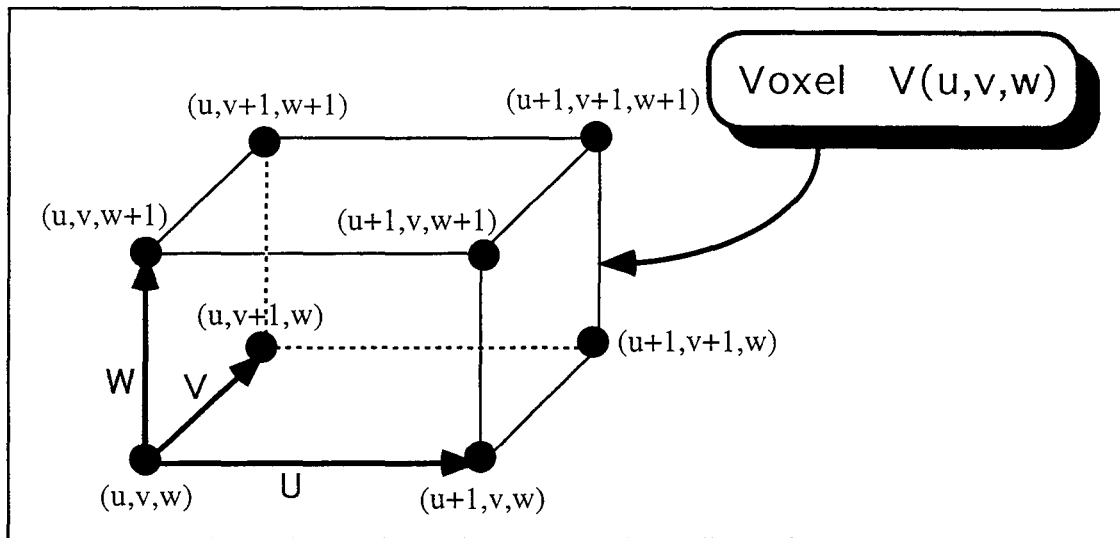 Voxel V(u,v,w)
(u,v+1,w+1)
(u+1,v+1,w+1)
(u,v,w+1)
(u+1,v,w+1)
(u,v+1,w)
(u+1,v+1,w)
W
V
U
(u,v,w)
(u+1,v,w)